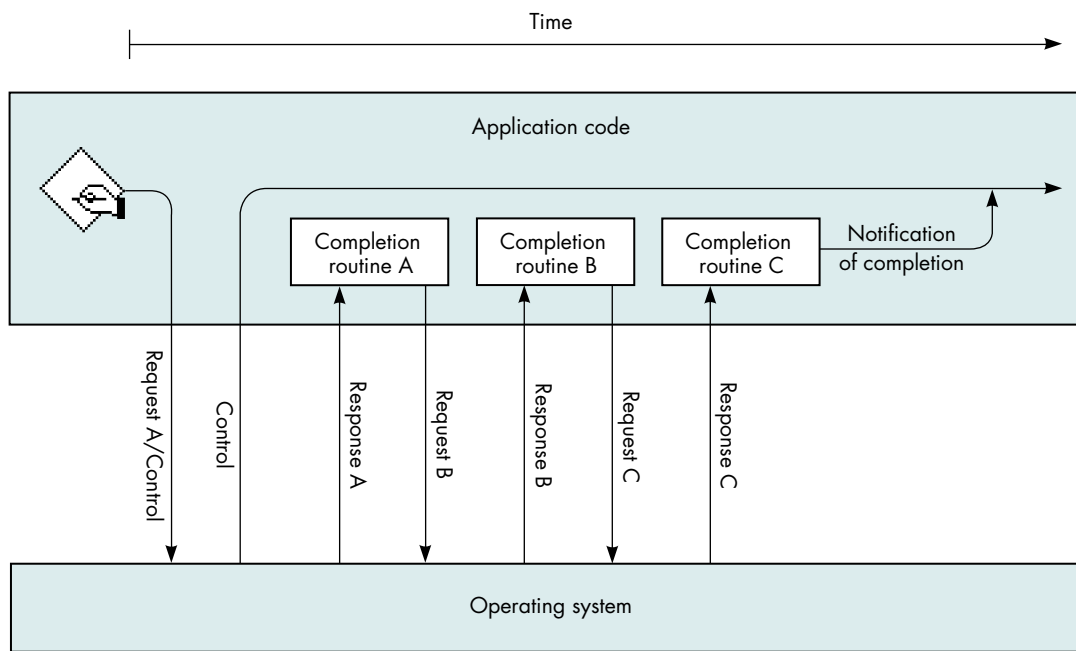 Time
Application code
Completion
routine A
Completion
routine B
Completion
routine C
Notification
of completion
Request A/Control
Control
Response A
Request B
Response B
Request C
Response C
Operating system